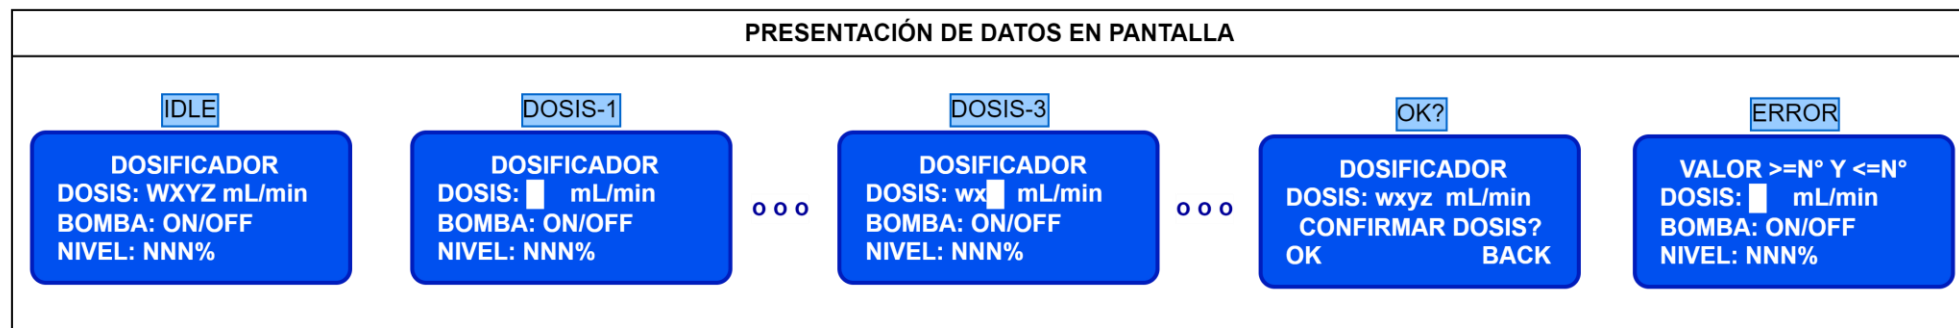 PRESENTACIÓN DE DATOS EN PANTALLA
IDLE
DOSIFICADOR
DOSIS: WXYZ mL/min
BOMBA: ON/OFF
NIVEL: NNN%
DOSIS-1
DOSIFICADOR
DOSIS: mL/min
BOMBA: ON/OFF
NIVEL: NNN%
o o o
DOSIS-3
DOSIFICADOR
DOSIS: wx mL/min
BOMBA: ON/OFF
NIVEL: NNN%
o o o
OK?
DOSIFICADOR
DOSIS: wxyz mL/min
CONFIRMAR DOSIS?
OK BACK
ERROR
VALOR >=N° Y <=N°
DOSIS: mL/min
BOMBA: ON/OFF
NIVEL: NNN%